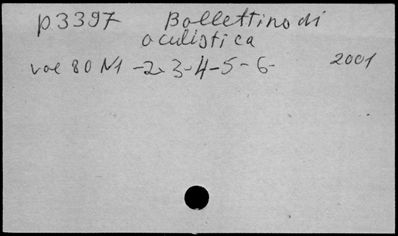 p3397 Bollettino di
oculistica
vol 80 N1 -2-3-4-5-6- 2001